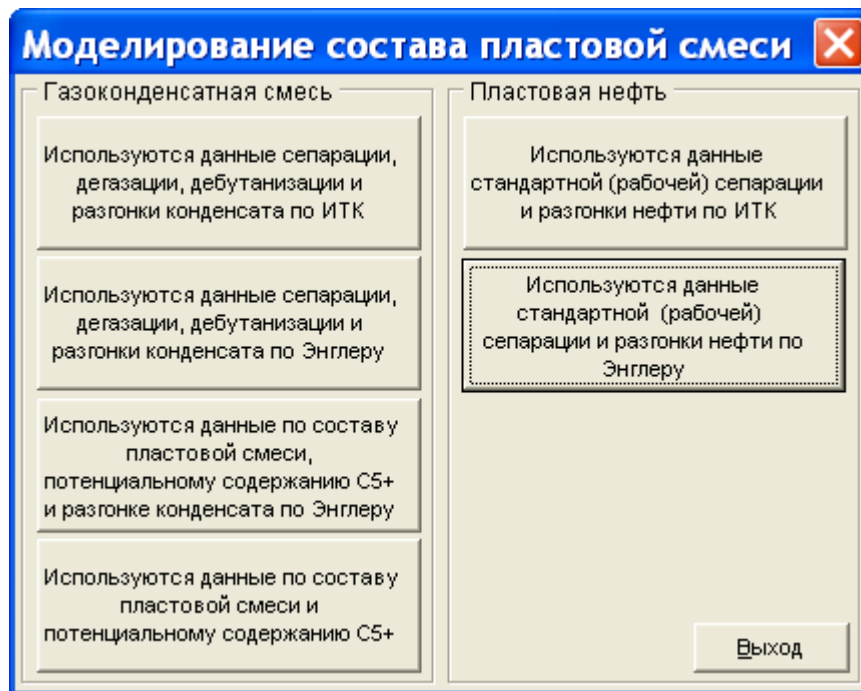 Моделирование состава пластовой смеси
Газоконденсатная смесь
Используются данные сепарации,
дегазации, дебутанизации и
разгонки конденсата по ИТК
Используются данные сепарации,
дегазации, дебутанизации и
разгонки конденсата по Энглеру
Используются данные по составу
пластовой смеси,
потенциальному содержанию С5+
и разгонке конденсата по Энглеру
Используются данные по составу
пластовой смеси и
потенциальному содержанию С5+
Пластовая нефть
Используются данные
стандартной (рабочей) сепарации
и разгонки нефти по ИТК
Используются данные
стандартной (рабочей)
сепарации и разгонки нефти по
Энглеру
Выход